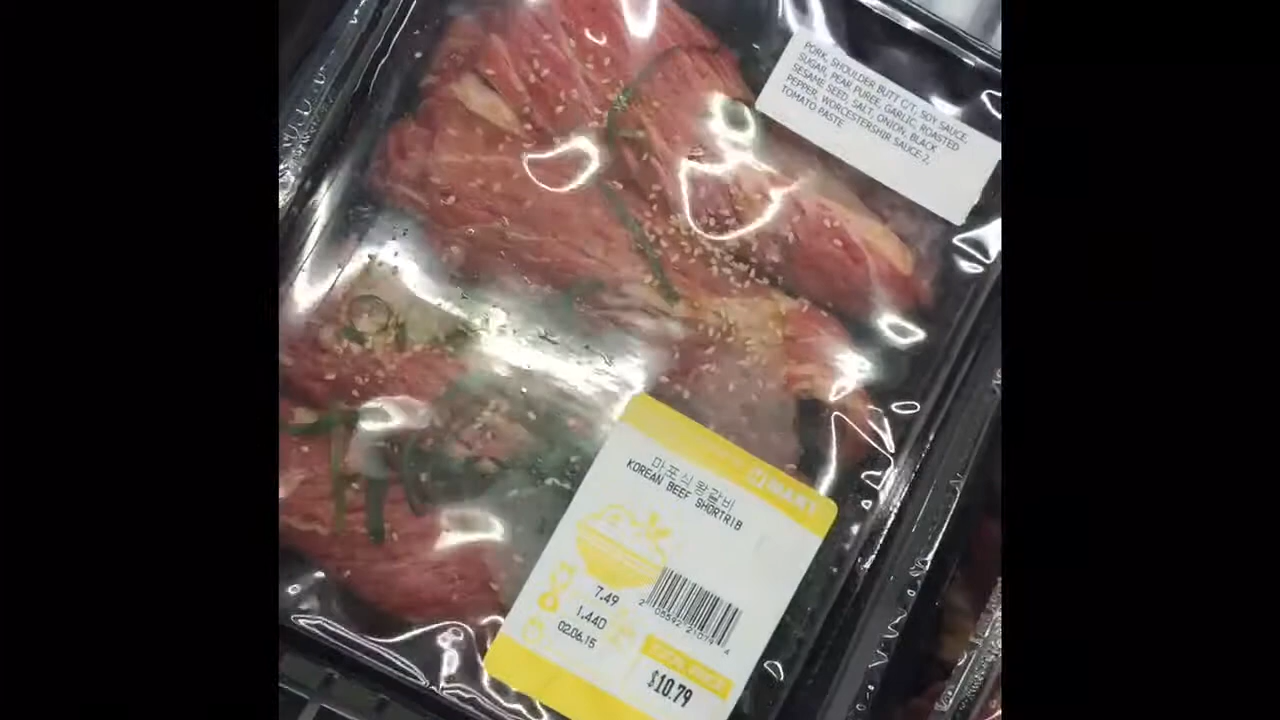 PORK, SHOULDER BUTT C/T, SOY SAUCE,
SUGAR, PEAR PUREE, GARLIC, ROASTED
SESAME SEED, SALT, ONION, BLACK
PEPPER, WORCESTERSHIR SAUCE-2,
TOMATO PASTE
마포식왕갈비
KOREAN BEEF SHORTRIB
7.49
1.440
02.06.15
$10.79